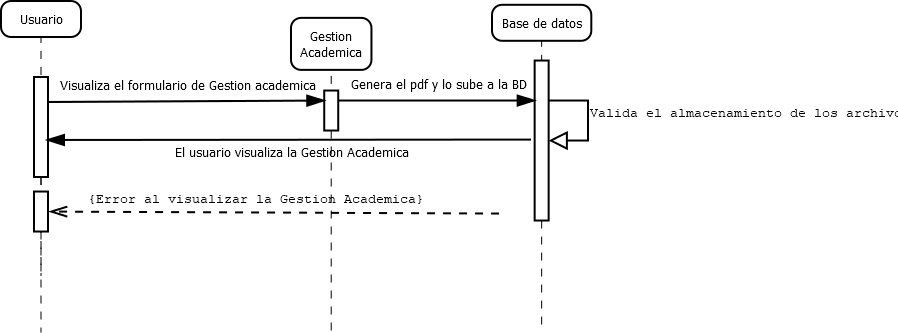 Usuario
Gestion
Academica
Base de datos
Visualiza el formulario de Gestion academica
Genera el pdf y lo sube a la BD
Valida el almacenamiento de los archivo
El usuario visualiza la Gestion Academica
{Error al visualizar la Gestion Academica}